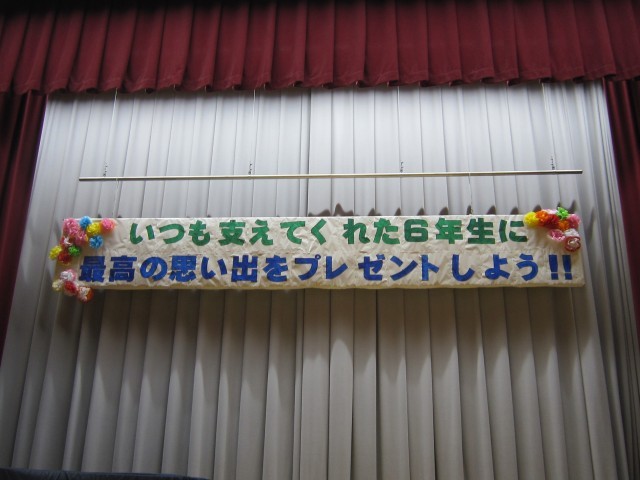 いつも支えてくれた6年生に
最高の思い出をプレゼントしよう!!